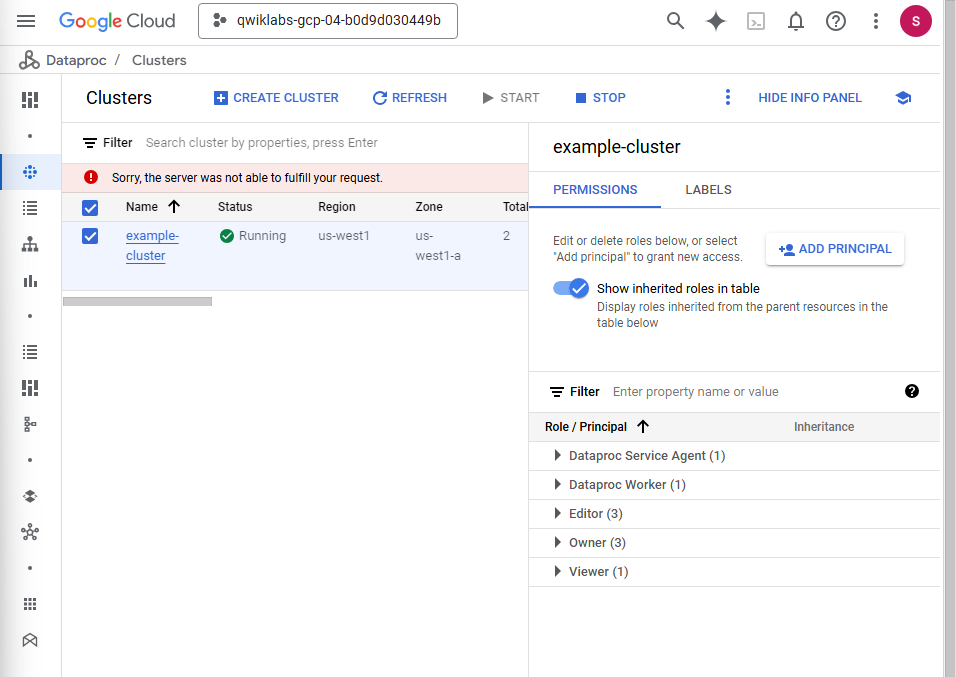 Google Cloud
qwiklabs-gcp-04-b0d9d030449b
S
Dataproc / Clusters
Clusters
CREATE CLUSTER
REFRESH
START
STOP
HIDE INFO PANEL
Filter Search cluster by properties, press Enter
Sorry, the server was not able to fulfill your request.
Name Status Region Zone Total
example-
cluster
Running
us-west1
us-
west1-a
2
example-cluster
PERMISSIONS
LABELS
Edit or delete roles below, or select
"Add principal" to grant new access.
ADD PRINCIPAL
Show inherited roles in table
Display roles inherited from the parent resources in the
table below
Filter Enter property name or value
Role / Principal Inheritance
Dataproc Service Agent (1)
Dataproc Worker (1)
Editor (3)
Owner (3)
Viewer (1)